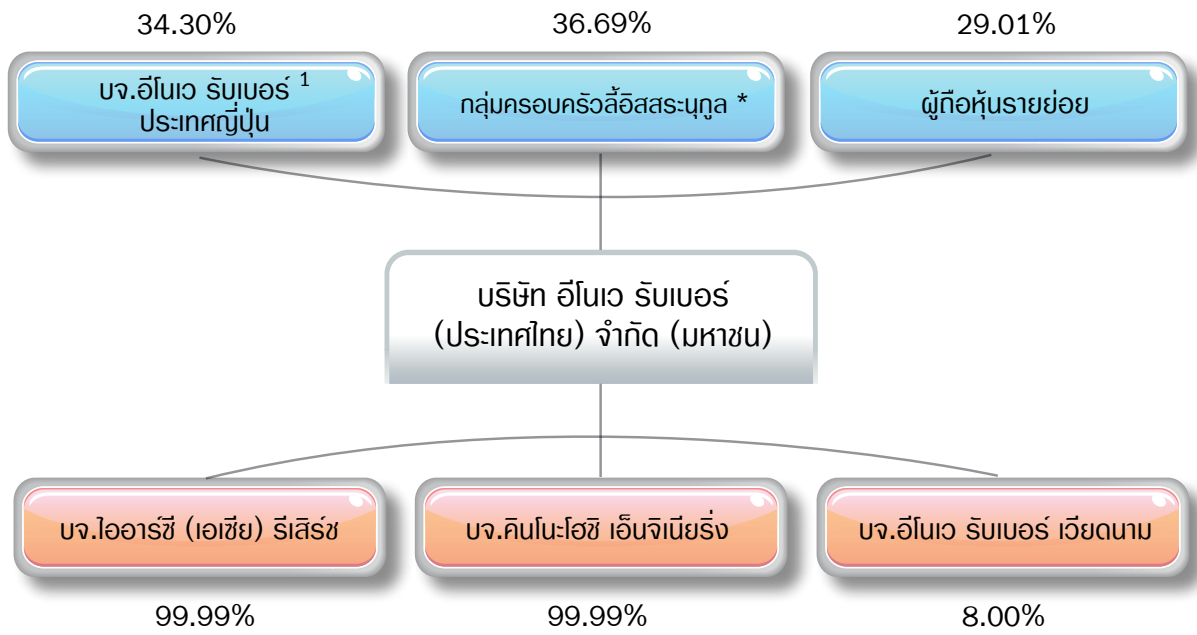 34.30%
36.69%
29.01%
บจ.อีโนเว รับเบอร์ 1
ประเทศญี่ปุ่น
กลุ่มครอบครัวลี้อิสสระนุกูล *
ผู้ถือหุ้นรายย่อย
บริษัท อีโนเว รับเบอร์
(ประเทศไทย) จำกัด (มหาชน)
บจ.ไออาร์ซี (เอเชีย) รีเสิร์ช
บจ.คินโนะโฮชิ เอ็นจิเนียริ่ง
บจ.อีโนเว รับเบอร์ เวียดนาม
99.99%
99.99%
8.00%